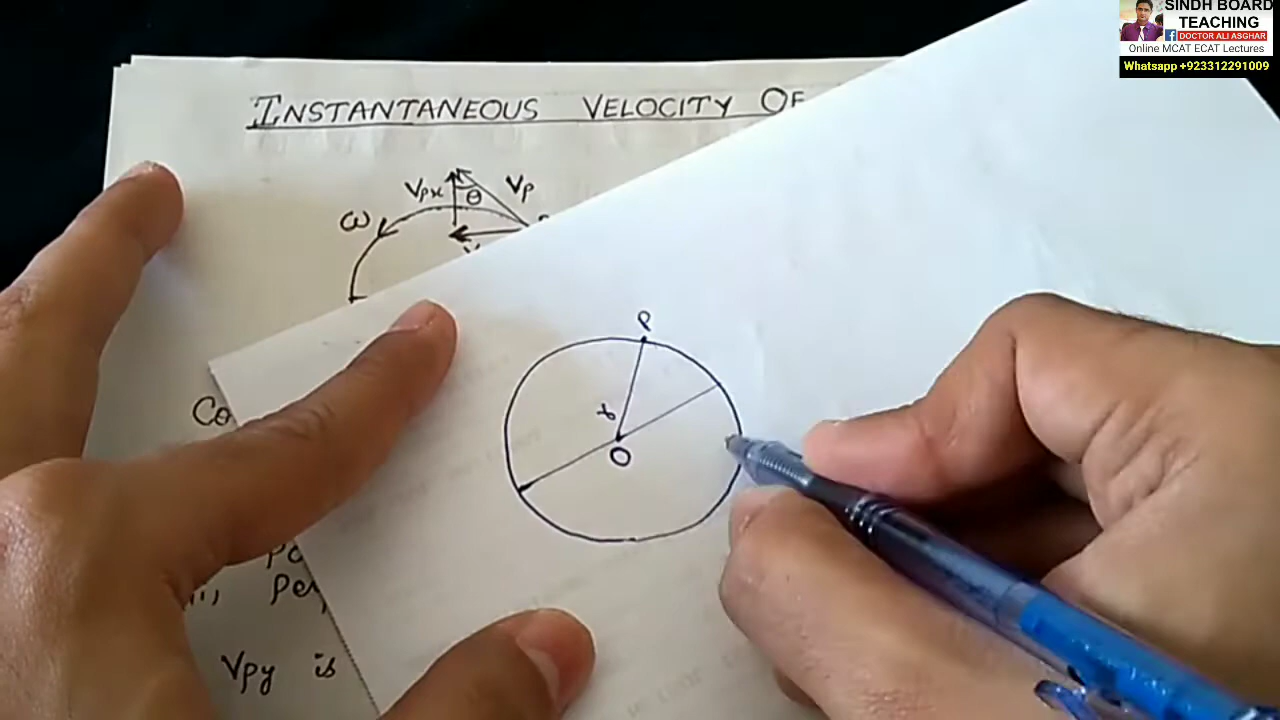 SINDH BOARD
TEACHING
DOCTOR ALI ASGHAR
Online MCAT ECAT Lectures
Whatsapp +923312291009
INSTANTANEOUS VELOCITY OF
Vpx θ Vp
ω
P
r
O
Vpy is